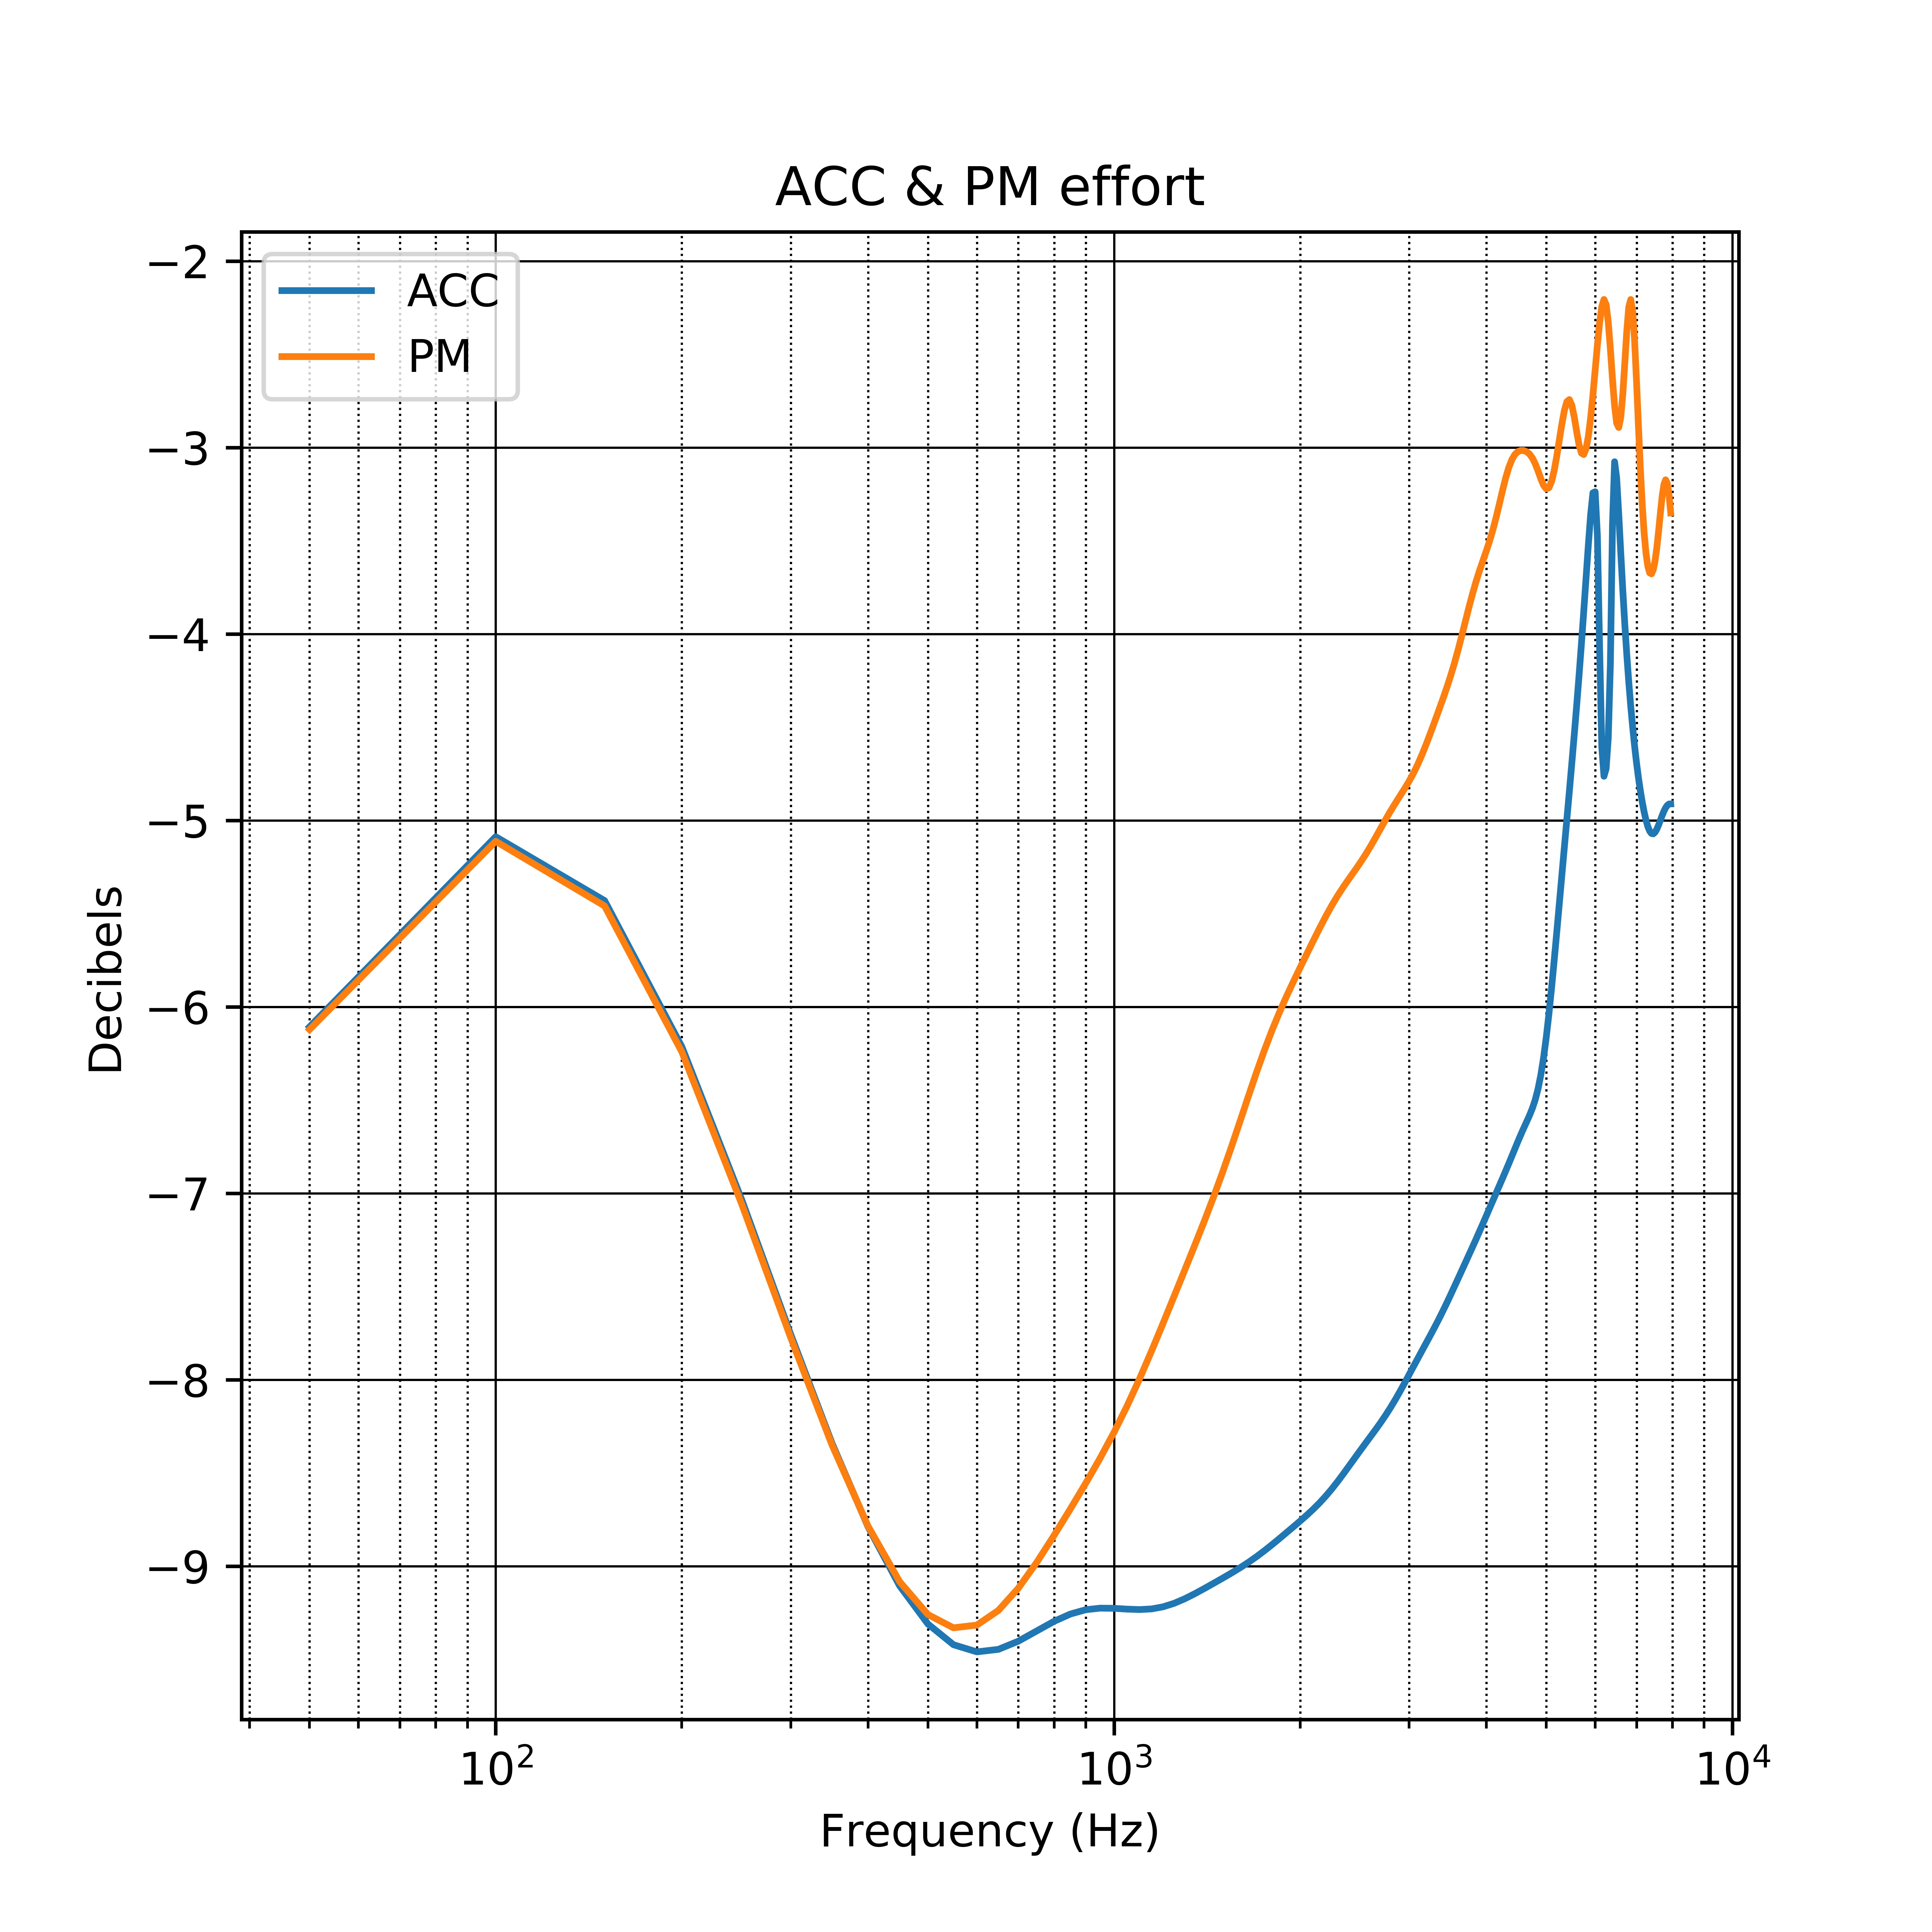 ACC & PM effort
ACC
PM
−2
−3
−4
−5
−6
−7
−8
−9
Decibels
10²
10³
10⁴
Frequency (Hz)